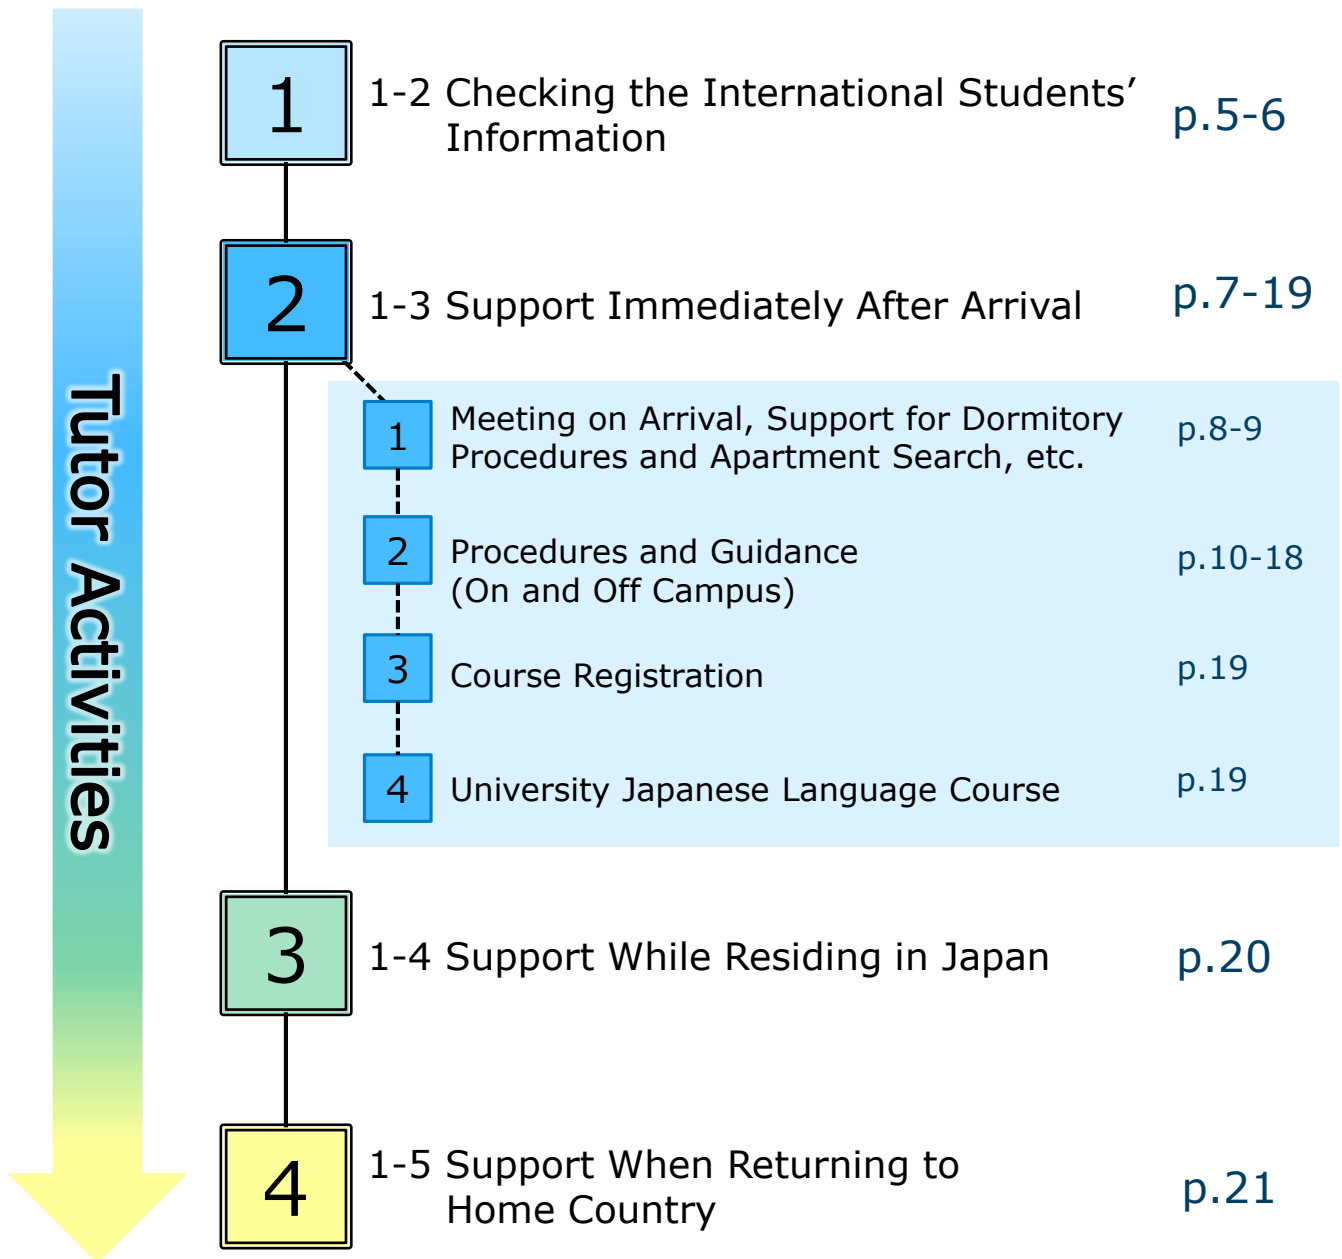 Tutor Activities
1
1-2 Checking the International Students’
Information
p.5-6
2
1-3 Support Immediately After Arrival
p.7-19
1
Meeting on Arrival, Support for Dormitory
Procedures and Apartment Search, etc.
p.8-9
2
Procedures and Guidance
(On and Off Campus)
p.10-18
3
Course Registration
p.19
4
University Japanese Language Course
p.19
3
1-4 Support While Residing in Japan
p.20
4
1-5 Support When Returning to
Home Country
p.21